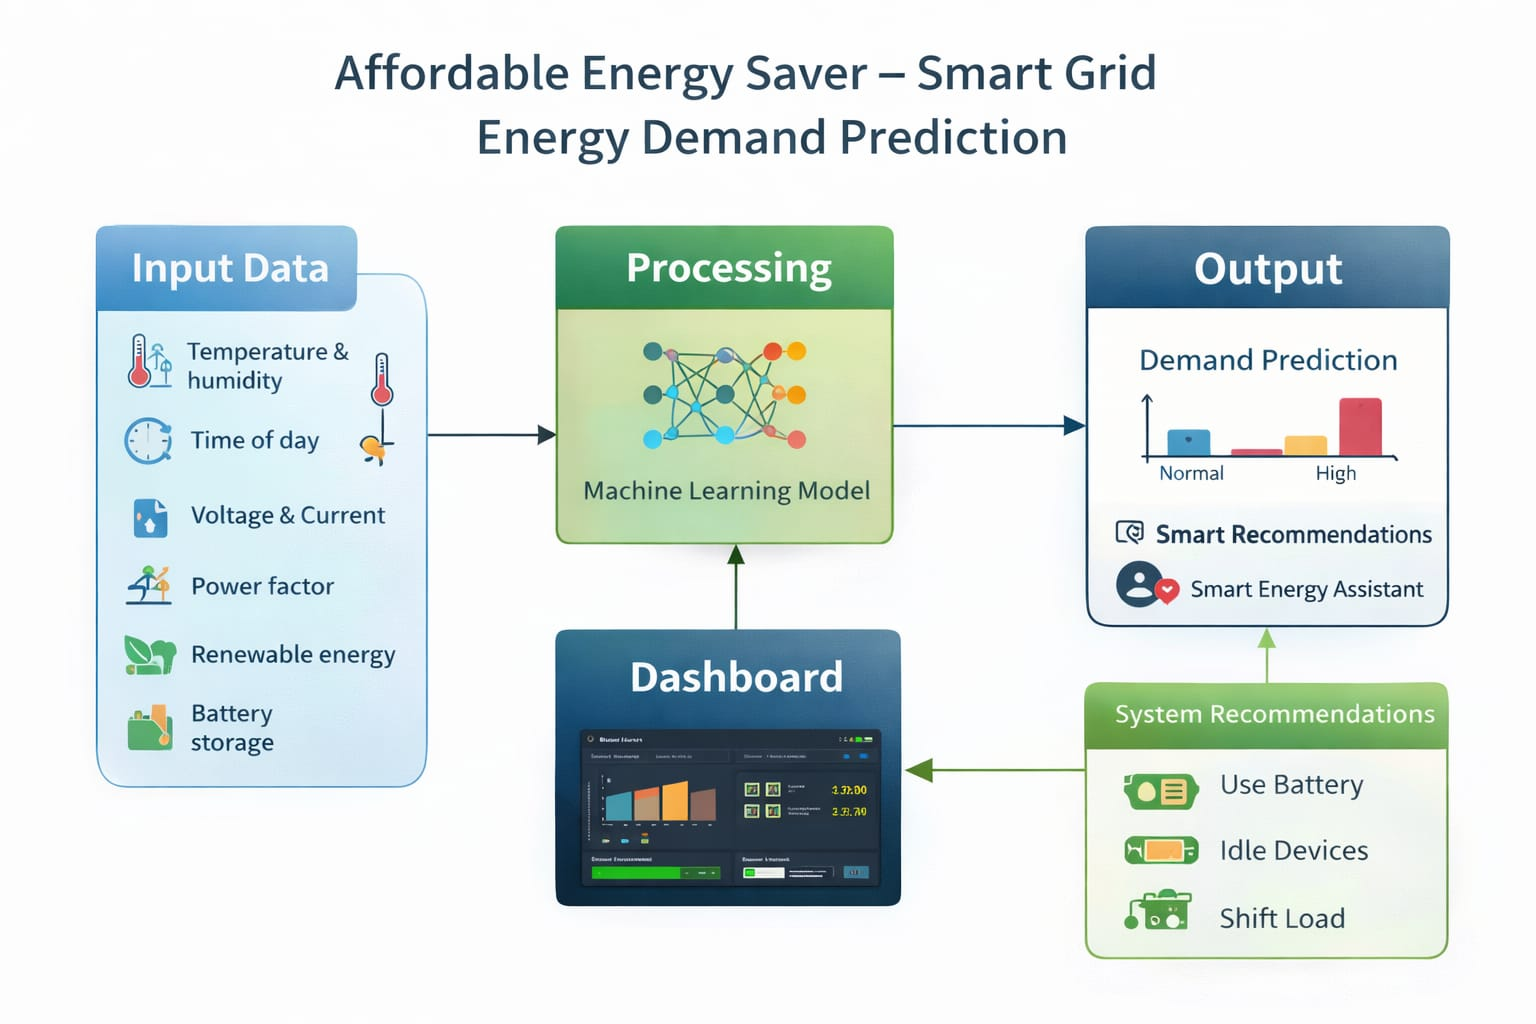 Affordable Energy Saver – Smart Grid
Energy Demand Prediction
Input Data
Temperature &
humidity
Time of day
Voltage & Current
Power factor
Renewable energy
Battery
storage
Processing
Machine Learning Model
Output
Demand Prediction
Normal
High
Smart Recommendations
Smart Energy Assistant
Dashboard
System Recommendations
Use Battery
Idle Devices
Shift Load